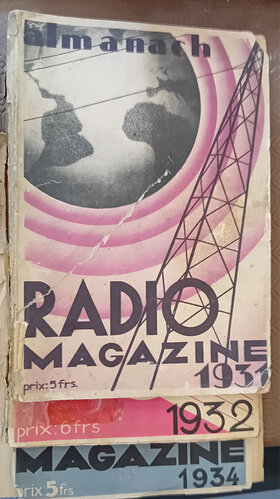 almanach
RADIO
MAGAZINE
1931
prix: 5 frs.
1932
prix: 6 frs
MAGAZINE
prix 5 frs
1934